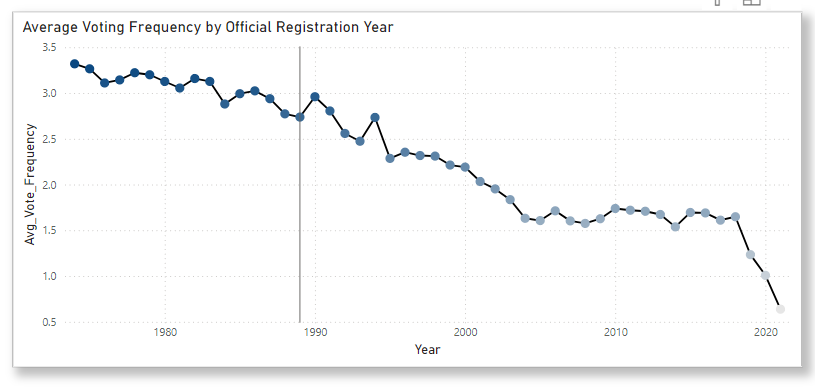 Average Voting Frequency by Official Registration Year
3.5
3.0
2.5
2.0
1.5
1.0
0.5
Avg_Vote_Frequency
1980 1990 2000 2010 2020
Year